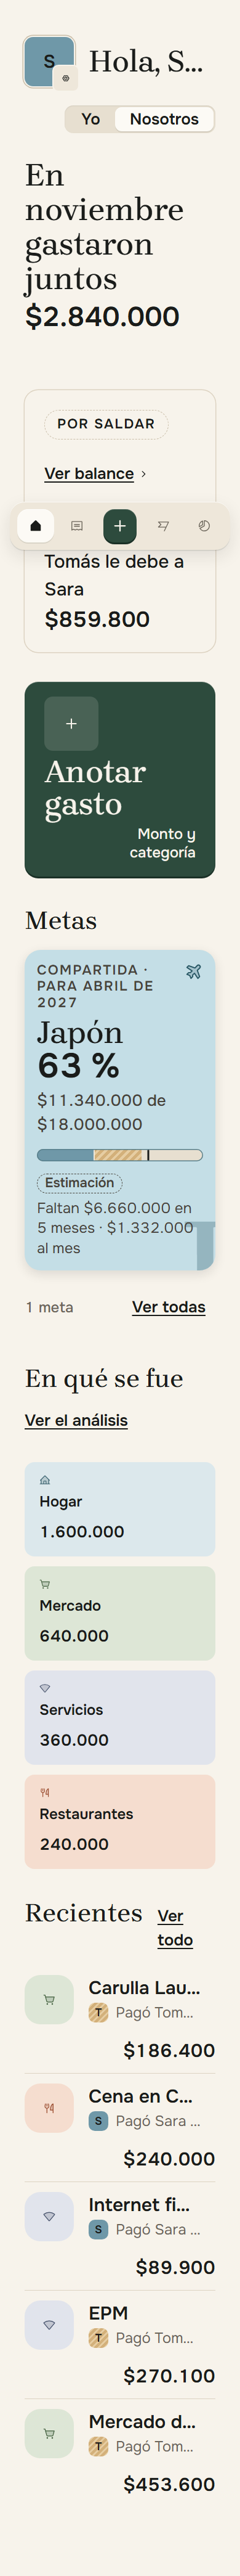 S
Hola, S...
Yo
Nosotros
En
noviembre
gastaron
juntos
$2.840.000
POR SALDAR
Ver balance
Tomás le debe a
Sara
$859.800
Anotar
gasto
Monto y
categoría
Metas
COMPARTIDA ·
PARA ABRIL DE
2027
Japón
63 %
$11.340.000 de
$18.000.000
Estimación
Faltan $6.660.000 en
5 meses · $1.332.000
al mes
1 meta
Ver todas
En qué se fue
Ver el análisis
Hogar
1.600.000
Mercado
640.000
Servicios
360.000
Restaurantes
240.000
Recientes
Ver
todo
Carulla Lau...
T Pagó Tom...
$186.400
Cena en C...
S Pagó Sara ...
$240.000
Internet fi...
S Pagó Sara ...
$89.900
EPM
T Pagó Tom...
$270.100
Mercado d...
T Pagó Tom...
$453.600